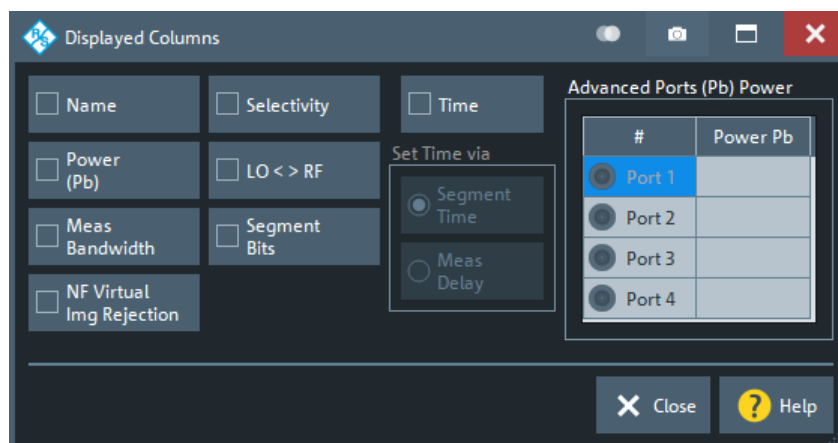 R&S Displayed Columns
Name
Selectivity
Time
Power
(Pb)
LO < > RF
Meas
Bandwidth
Segment
Bits
NF Virtual
Img Rejection
Set Time via
Segment
Time
Meas
Delay
Advanced Ports (Pb) Power
# Power Pb
Port 1
Port 2
Port 3
Port 4
Close
? Help